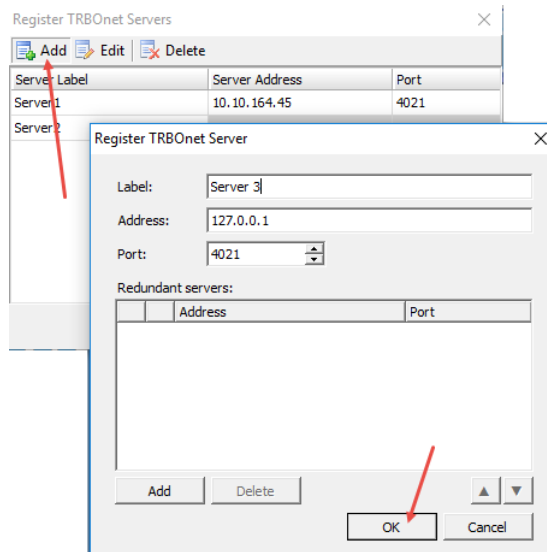 Register TRBOnet Servers
Add Edit Delete
Server Label Server Address Port
Server1 10.10.164.45 4021
Server2
Register TRBOnet Server
Label: Server 3
Address: 127.0.0.1
Port: 4021
Redundant servers:
Address Port
Add Delete
OK Cancel